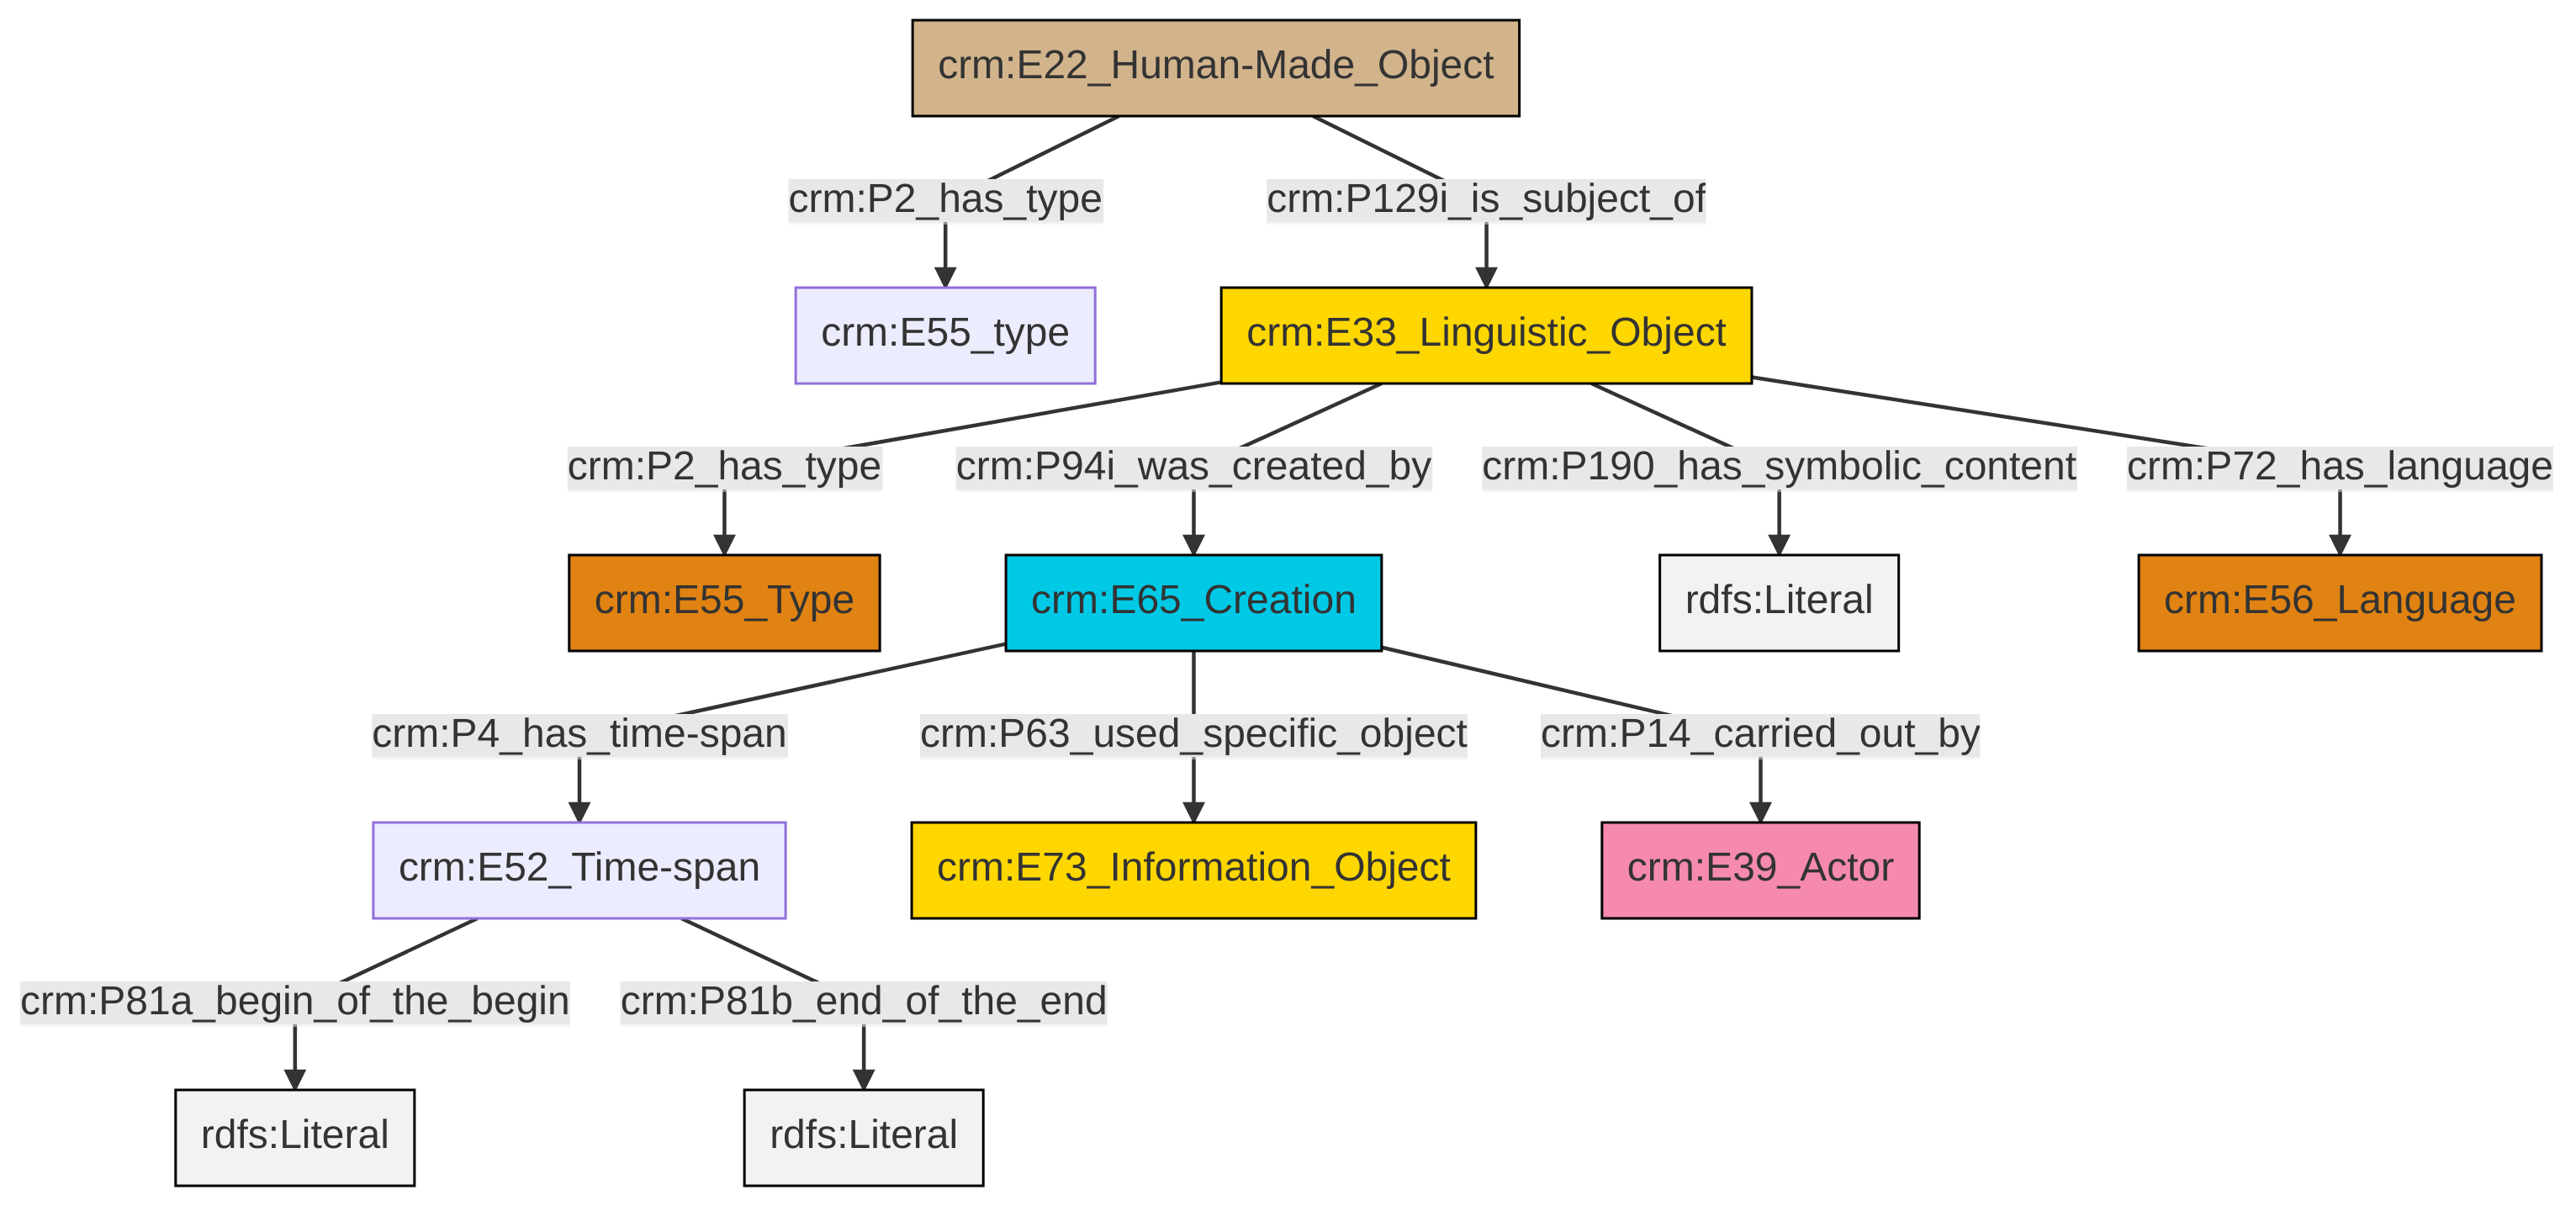 crm:E22_Human-Made_Object
crm:P2_has_type
crm:P129i_is_subject_of
crm:E55_type
crm:E33_Linguistic_Object
crm:P2_has_type
crm:P94i_was_created_by
crm:P190_has_symbolic_content
crm:P72_has_language
crm:E55_Type
crm:E65_Creation
rdfs:Literal
crm:E56_Language
crm:P4_has_time-span
crm:P63_used_specific_object
crm:P14_carried_out_by
crm:E52_Time-span
crm:E73_Information_Object
crm:E39_Actor
crm:P81a_begin_of_the_begin
crm:P81b_end_of_the_end
rdfs:Literal
rdfs:Literal